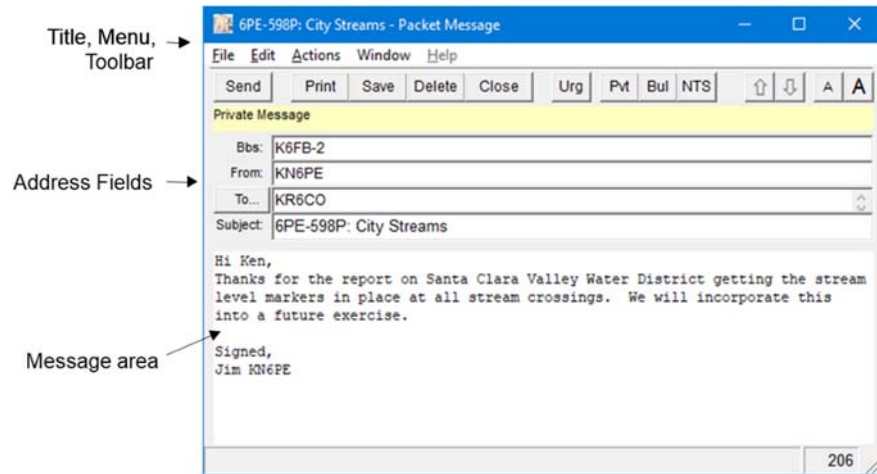 6PE-598P: City Streams - Packet Message
Title, Menu,
Toolbar
File Edit Actions Window Help
Send Print Save Delete Close Urg Pvt Bul NTS A A
Private Message
Bbs: K6FB-2
From: KN6PE
Address Fields
To... KR6CO
Subject: 6PE-598P: City Streams
Hi Ken,
Thanks for the report on Santa Clara Valley Water District getting the stream
level markers in place at all stream crossings.  We will incorporate this
into a future exercise.
Message area
Signed,
Jim KN6PE
206